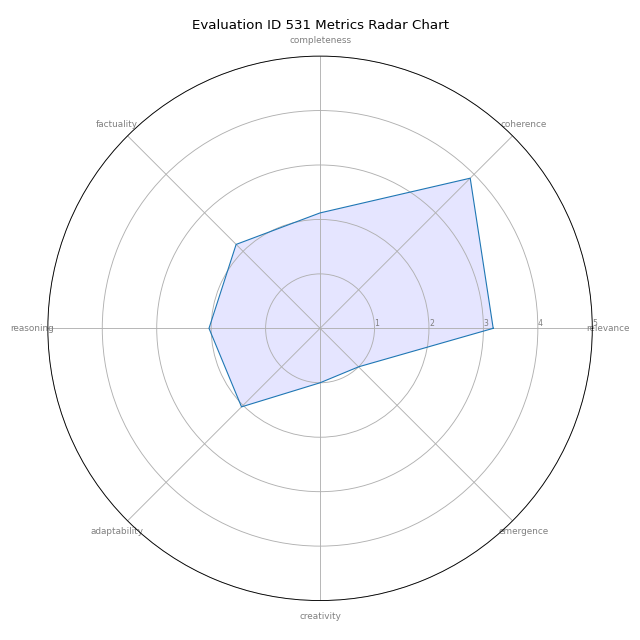 Evaluation ID 531 Metrics Radar Chart
completeness
factuality
coherence
reasoning
1
2
3
4
5
relevance
adaptability
emergence
creativity